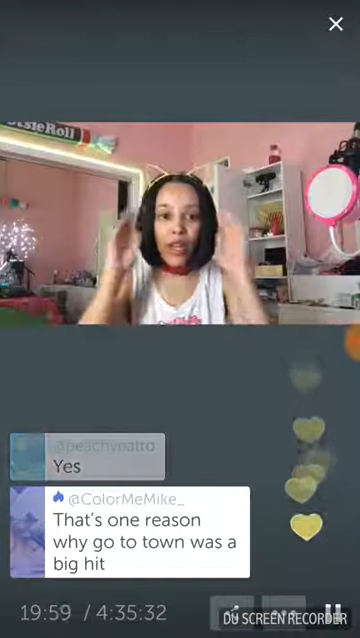 tsieRoll
@peachypatto
Yes
@ColorMeMike_
That's one reason
why go to town was a
big hit
19:59 / 4:35:32
DU SCREEN RECORDER